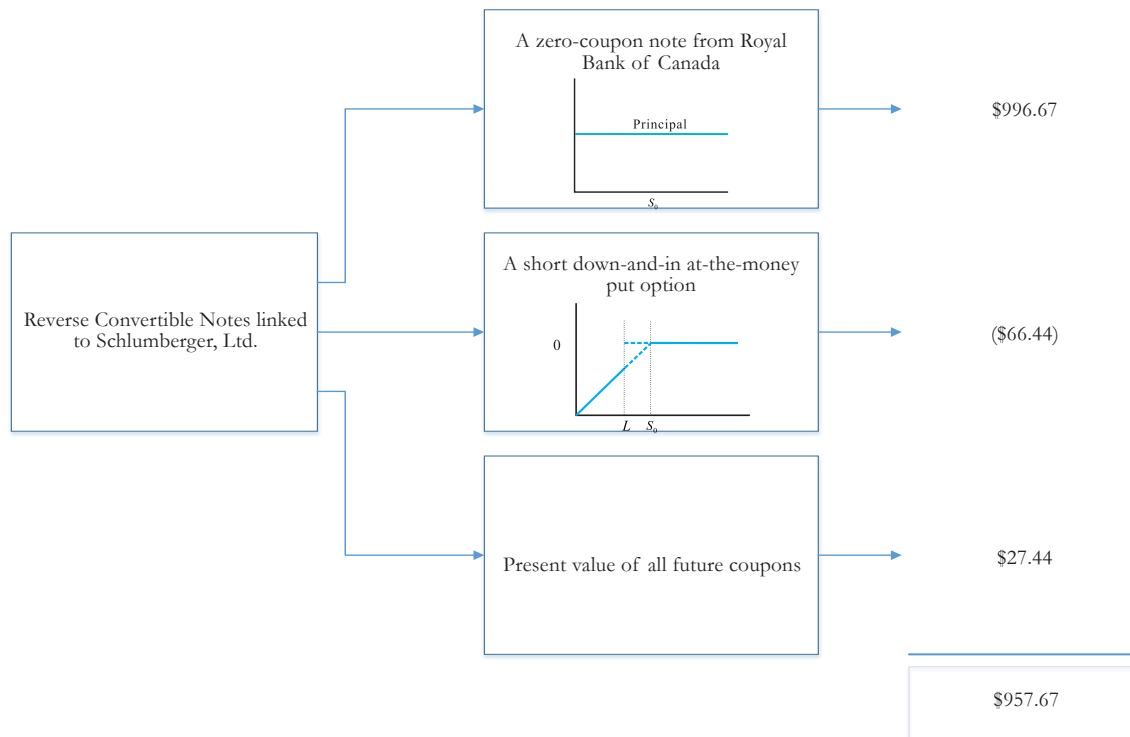 A zero-coupon note from Royal
Bank of Canada
Principal
S₀
$996.67
Reverse Convertible Notes linked
to Schlumberger, Ltd.
A short down-and-in at-the-money
put option
0
L S₀
($66.44)
Present value of all future coupons
$27.44
$957.67